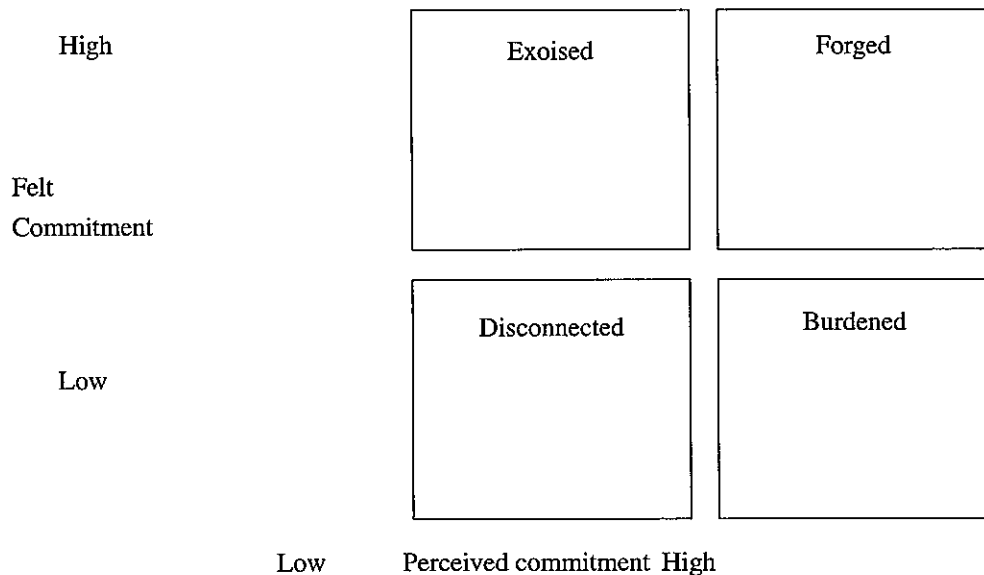 High
Exoised
Forged
Felt
Commitment
Disconnected
Burdened
Low
Low Perceived commitment High